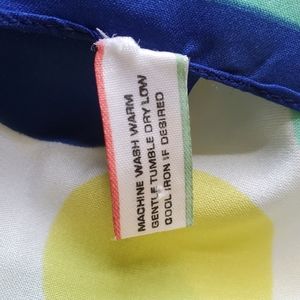 MACHINE WASH WARM
GENTLE TUMBLE DRY LOW
COOL IRON IF DESIRED